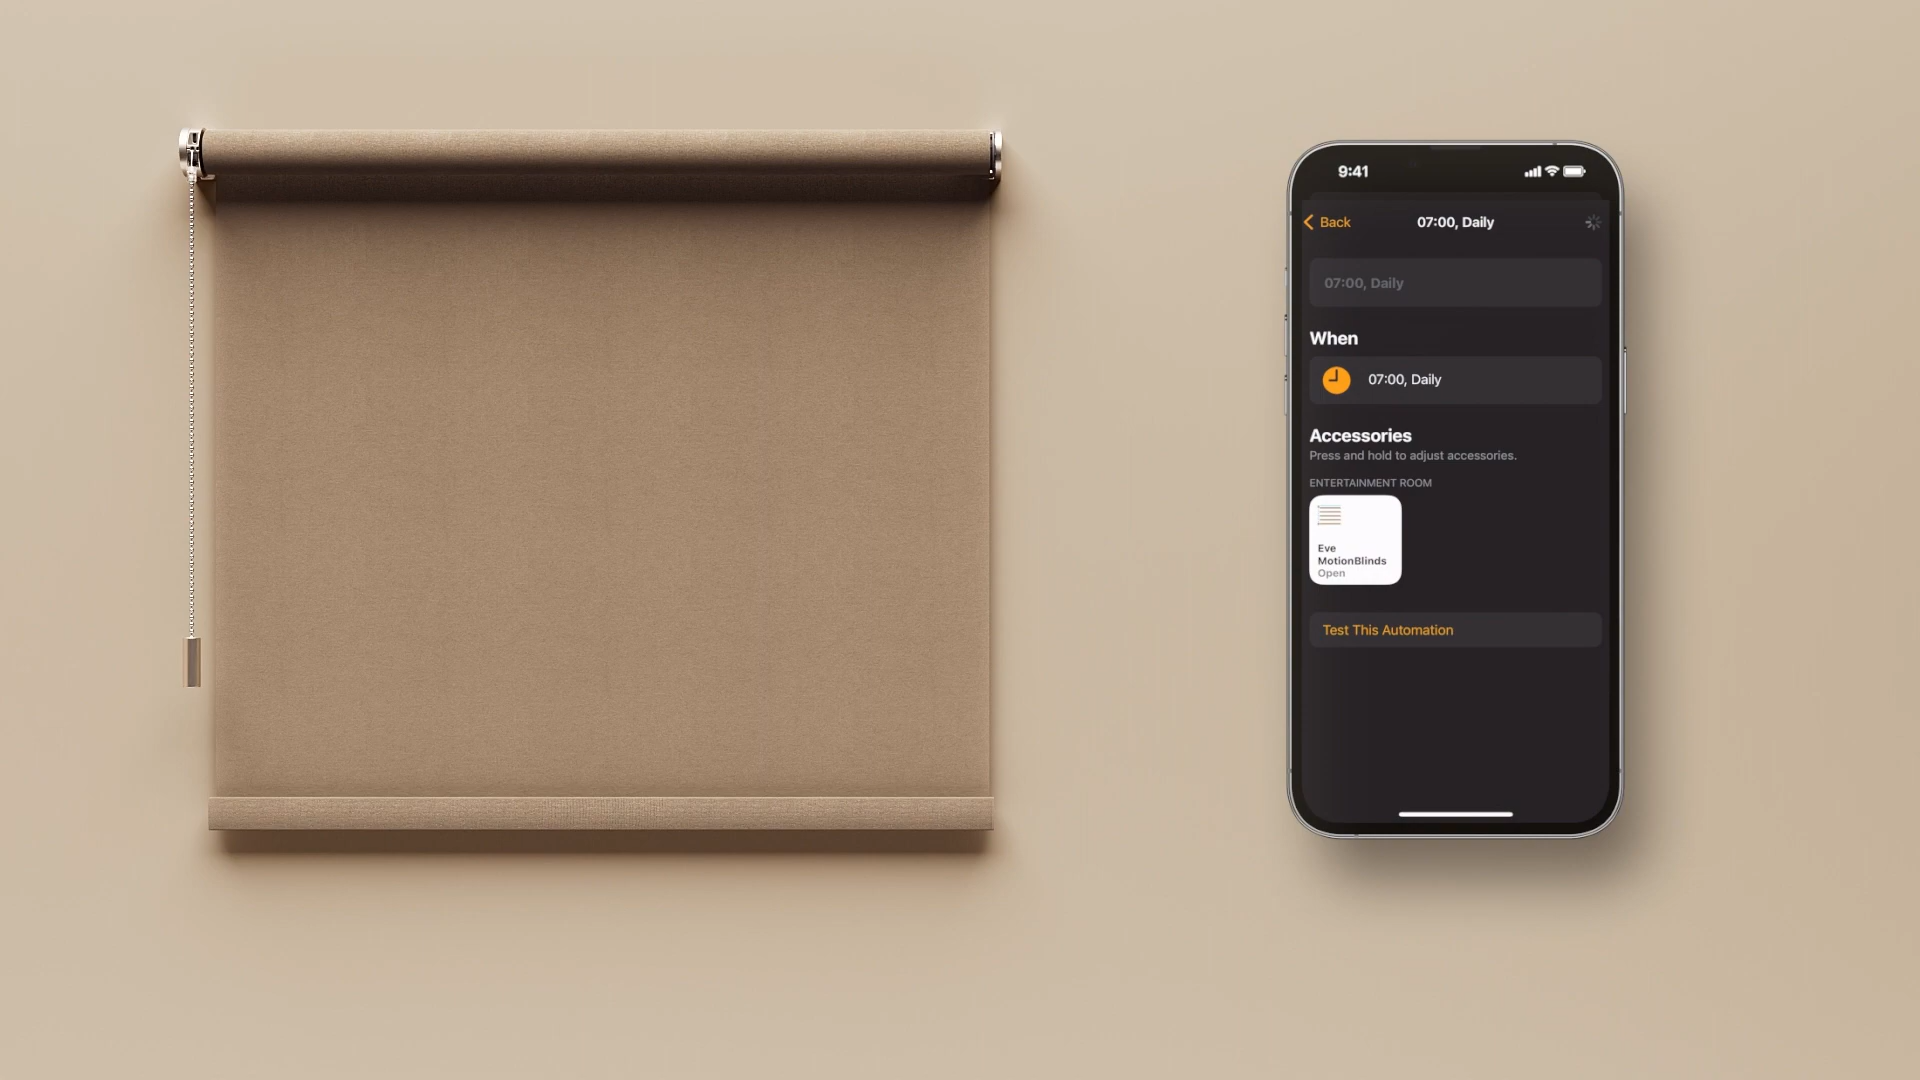 9:41
Back
07:00, Daily
07:00, Daily
When
07:00, Daily
Accessories
Press and hold to adjust accessories.
ENTERTAINMENT ROOM
Eve
MotionBlinds
Open
Test This Automation